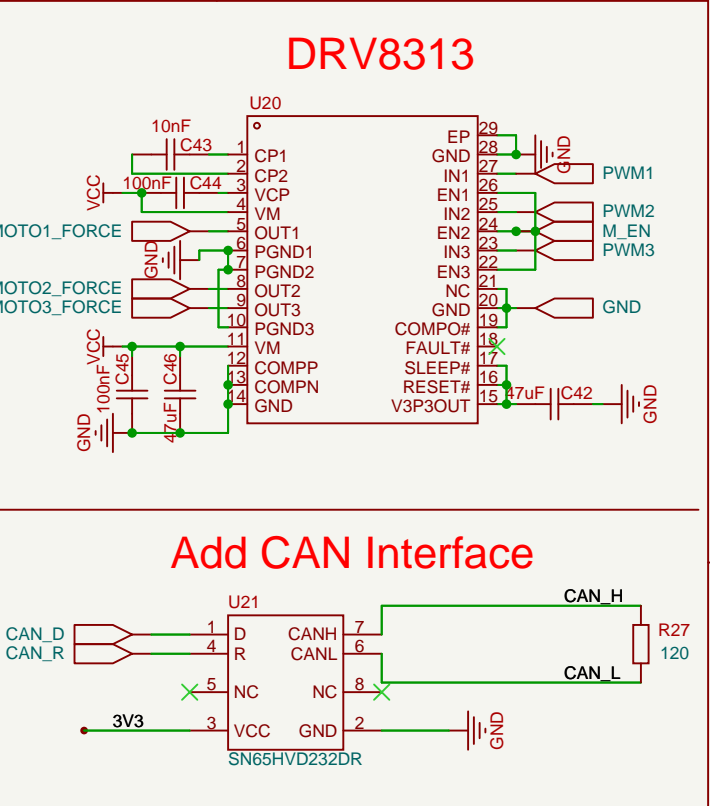 DRV8313
U20
10nF
C43
1 CP1
2 CP2
VCC
100nF C44
3 VCP
4 VM
MOTO1_FORCE
5 OUT1
GND
6 PGND1
7 PGND2
MOTO2_FORCE
8 OUT2
MOTO3_FORCE
9 OUT3
10 PGND3
VCC
11 VM
12 COMPP
13 COMPN
14 GND
100nF C45
47uF C46
GND
EP 29
GND 28
GND
IN1 27
PWM1
EN1 26
IN2 25
PWM2
EN2 24
M_EN
IN3 23
PWM3
EN3 22
NC 21
GND 20
GND
COMPO# 19
FAULT# 18
SLEEP# 17
RESET# 16
V3P3OUT 15
47uF C42
GND
Add CAN Interface
U21
CAN_D
1 D
CAN_R
4 R
5 NC
3V3
3 VCC
CANH 7
CANL 6
NC 8
GND 2
GND
SN65HVD232DR
CAN_H
R27
120
CAN_L